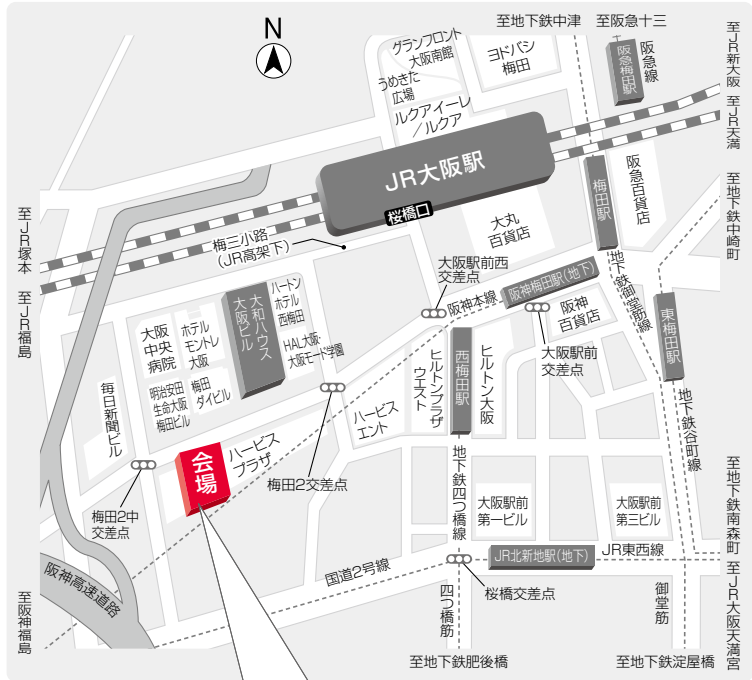 N
至地下鉄中津
至阪急十三
グランフロント
大阪南館
うめきた
広場
ヨドバシ
梅田
阪急梅田駅
阪急線
至JR新大阪
至JR天満
ルクアイーレ
/ルクア
JR大阪駅
桜橋口
梅田駅
阪急
百貨店
至地下鉄中崎町
大丸
百貨店
至JR塚本
至JR福島
梅三小路
(JR高架下)
大阪駅前西
交差点
阪神本線
阪神梅田駅(地下)
地下鉄御堂筋線
阪神
百貨店
東梅田駅
大阪駅前
交差点
大阪
中央
病院
ホテル
モントレ
大阪
大和ハウス
大阪ビル
ハートン
ホテル
西梅田
HAL大阪・
大阪モード学園
毎日新聞ビル
明治安田
生命大阪
梅田ビル
梅田
ダイビル
ヒルトンプラザ
ウエスト
西梅田駅
ヒルトン大阪
ハービス
エント
地下鉄谷町線
会場
ハービス
プラザ
梅田2交差点
梅田2中
交差点
地下鉄四つ橋線
大阪駅前
第一ビル
大阪駅前
第三ビル
至地下鉄南森町
至JR大阪天満宮
JR北新地駅(地下)
JR東西線
国道2号線
阪神高速道路
至阪神福島
桜橋交差点
四つ橋筋
御堂筋
至地下鉄肥後橋
至地下鉄淀屋橋